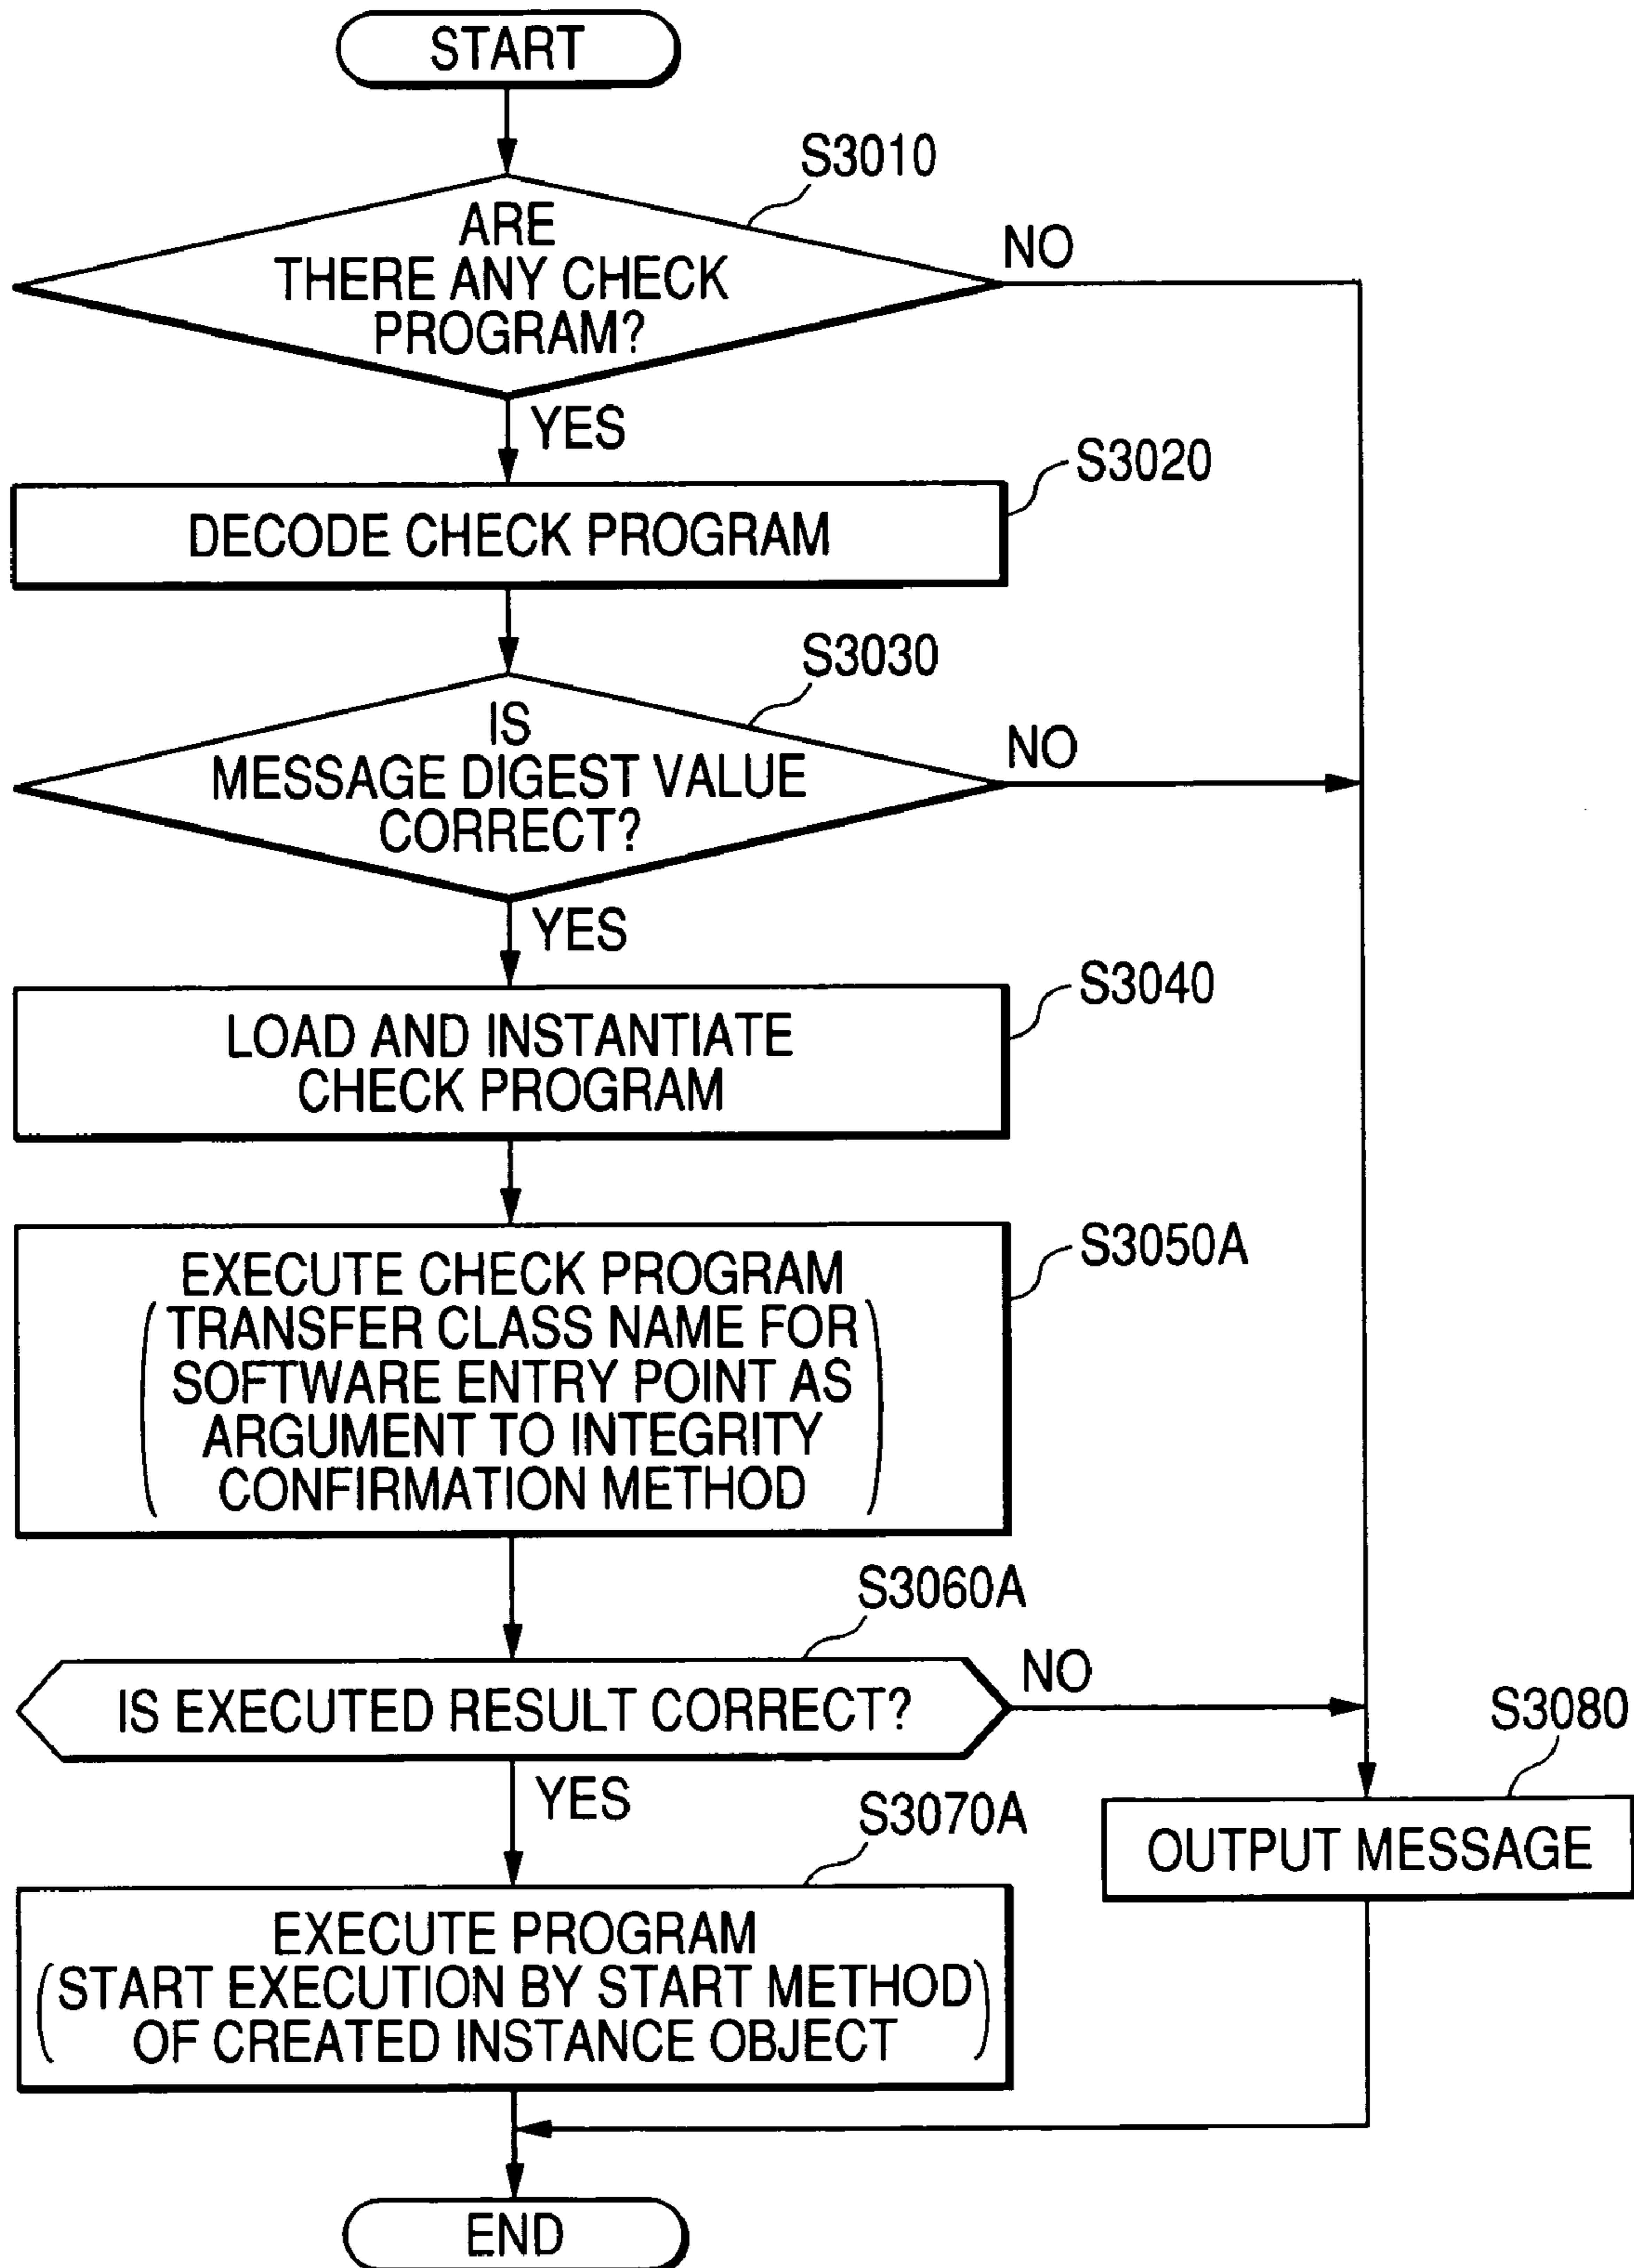 START
S3010
ARE
THERE ANY CHECK
PROGRAM?
NO
YES
S3020
DECODE CHECK PROGRAM
S3030
IS
MESSAGE DIGEST VALUE
CORRECT?
NO
YES
S3040
LOAD AND INSTANTIATE
CHECK PROGRAM
S3050A
EXECUTE CHECK PROGRAM
(TRANSFER CLASS NAME FOR
SOFTWARE ENTRY POINT AS
ARGUMENT TO INTEGRITY
CONFIRMATION METHOD)
S3060A
IS EXECUTED RESULT CORRECT?
NO
YES
S3080
OUTPUT MESSAGE
S3070A
EXECUTE PROGRAM
(START EXECUTION BY START METHOD
OF CREATED INSTANCE OBJECT)
END